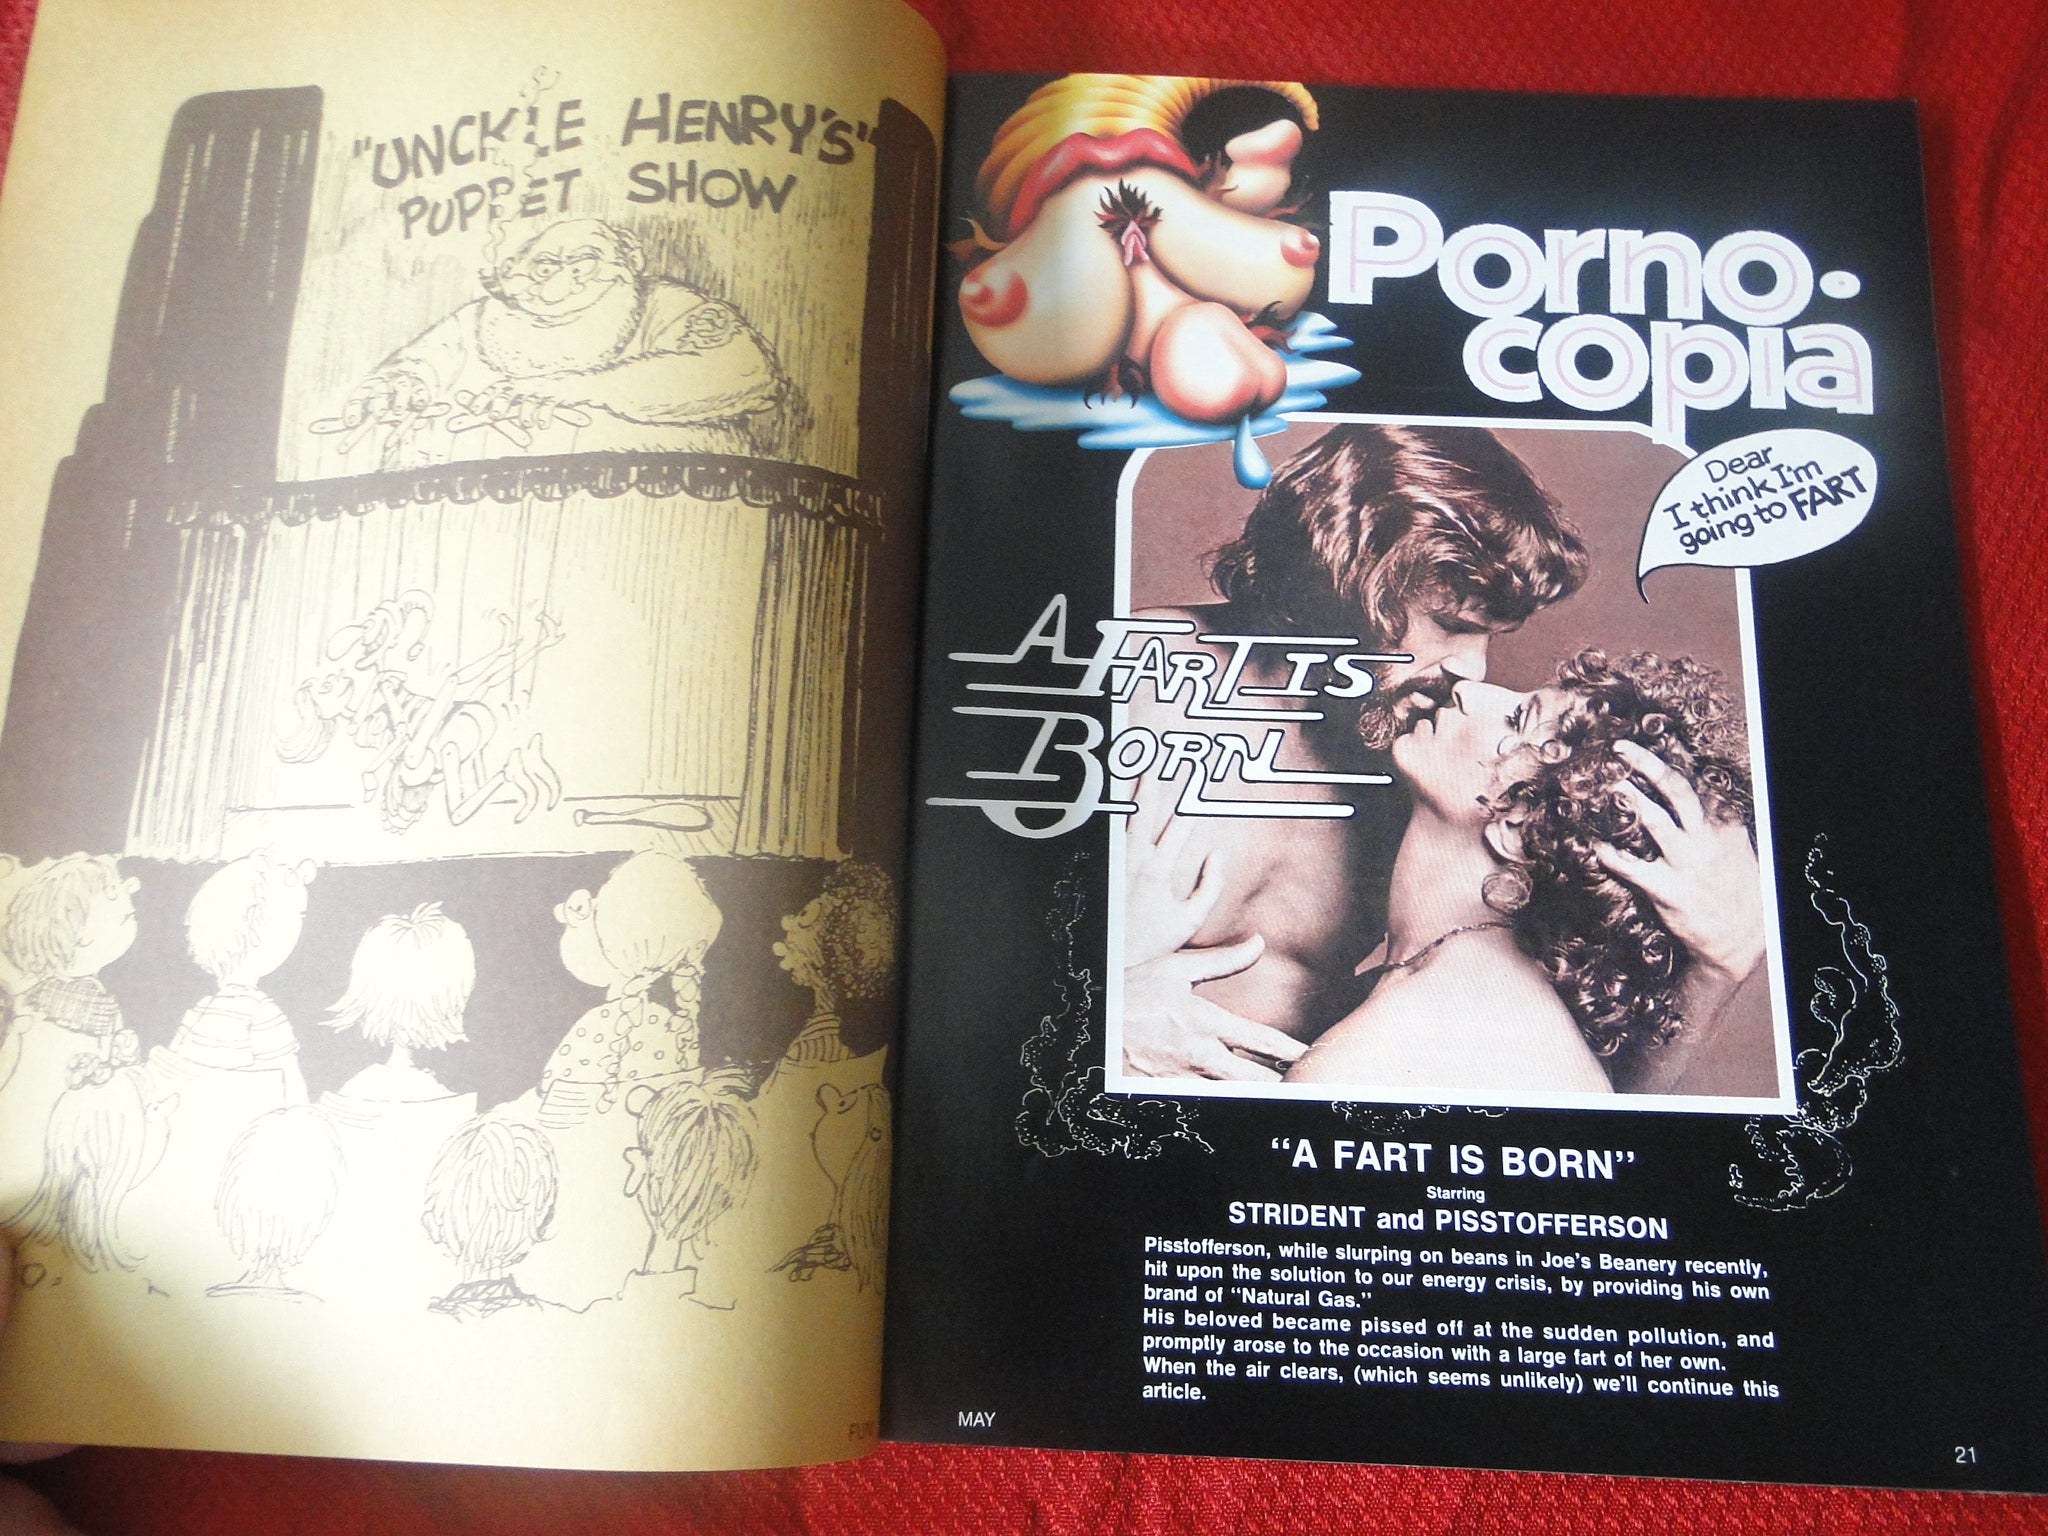 "UNCKLE HENRY'S"
PUPPET SHOW
Porno-
copia
Dear
I think I'm
going to FART
A FART IS
BORN
"A FART IS BORN"
Starring
STRIDENT and PISSTOFFERSON
Pisstofferson, while slurping on beans in Joe's Beanery recently,
hit upon the solution to our energy crisis, by providing his own
brand of "Natural Gas."
His beloved became pissed off at the sudden pollution, and
promptly arose to the occasion with a large fart of her own.
When the air clears, (which seems unlikely) we'll continue this
article.
MAY
21